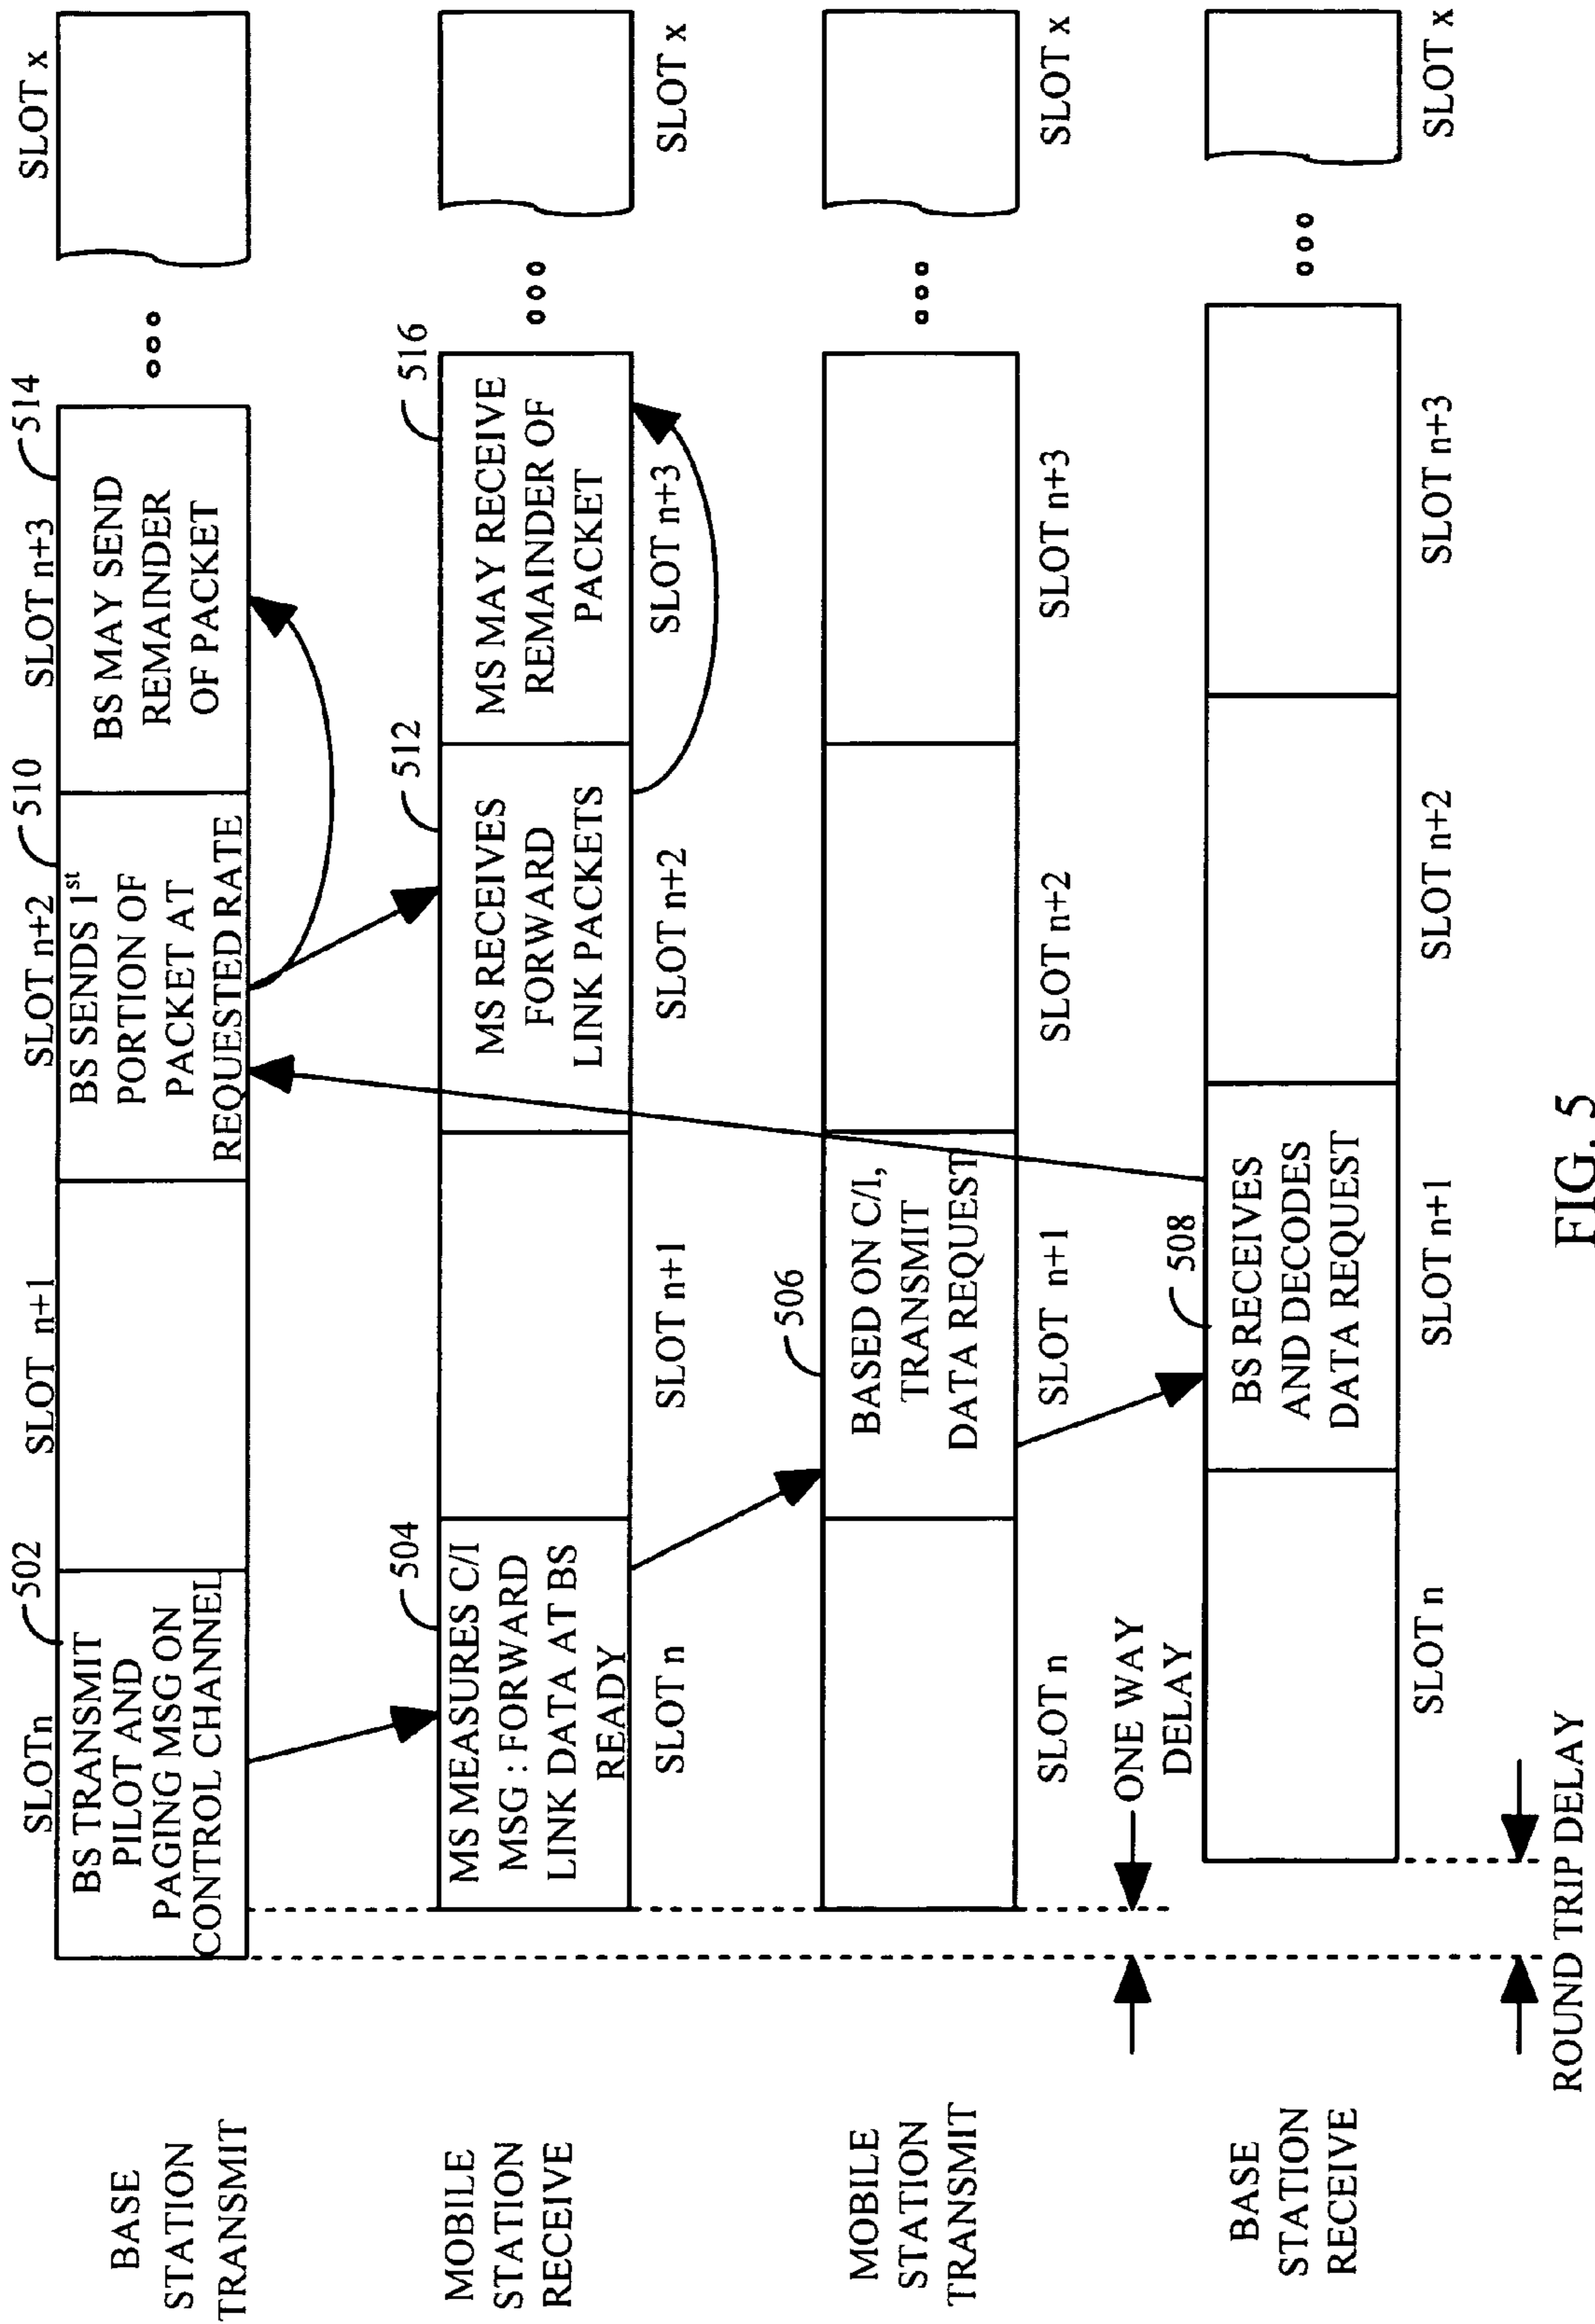 BASE
STATION
TRANSMIT
SLOTn
502
SLOT n+1
SLOT n+2
510
SLOT n+3
514
SLOT x
BS TRANSMIT
PILOT AND
PAGING MSG ON
CONTROL CHANNEL
BS SENDS 1st
PORTION OF
PACKET AT
REQUESTED RATE
BS MAY SEND
REMAINDER
OF PACKET
MOBILE
STATION
RECEIVE
504
512
516
MS MEASURES C/I
MSG : FORWARD
LINK DATA AT BS
READY
MS RECEIVES
FORWARD
LINK PACKETS
MS MAY RECEIVE
REMAINDER OF
PACKET
SLOT n
SLOT n+1
SLOT n+2
SLOT n+3
SLOT x
MOBILE
STATION
TRANSMIT
506
BASED ON C/I,
TRANSMIT
DATA REQUEST
SLOT n
SLOT n+1
SLOT n+2
SLOT n+3
SLOT x
ONE WAY
DELAY
BASE
STATION
RECEIVE
508
BS RECEIVES
AND DECODES
DATA REQUEST
SLOT n
SLOT n+1
SLOT n+2
SLOT n+3
SLOT x
ROUND TRIP DELAY
FIG. 5